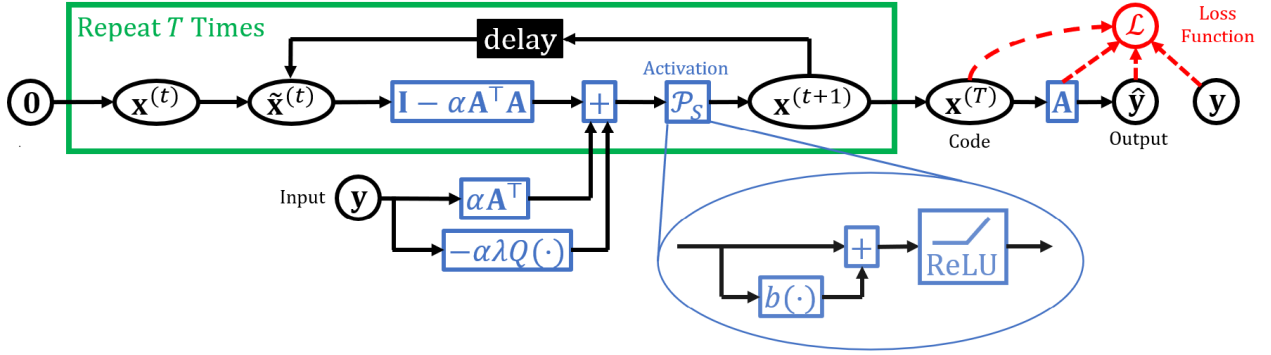 Repeat T Times
delay
Loss
Function
ℒ
Activation
0
x^(t)
x̃^(t)
I − αA^⊤A
+
𝒫_S
x^(t+1)
x^(T)
A
ŷ
y
Code
Output
Input
y
αA^⊤
−αλQ(·)
+
ReLU
b(·)